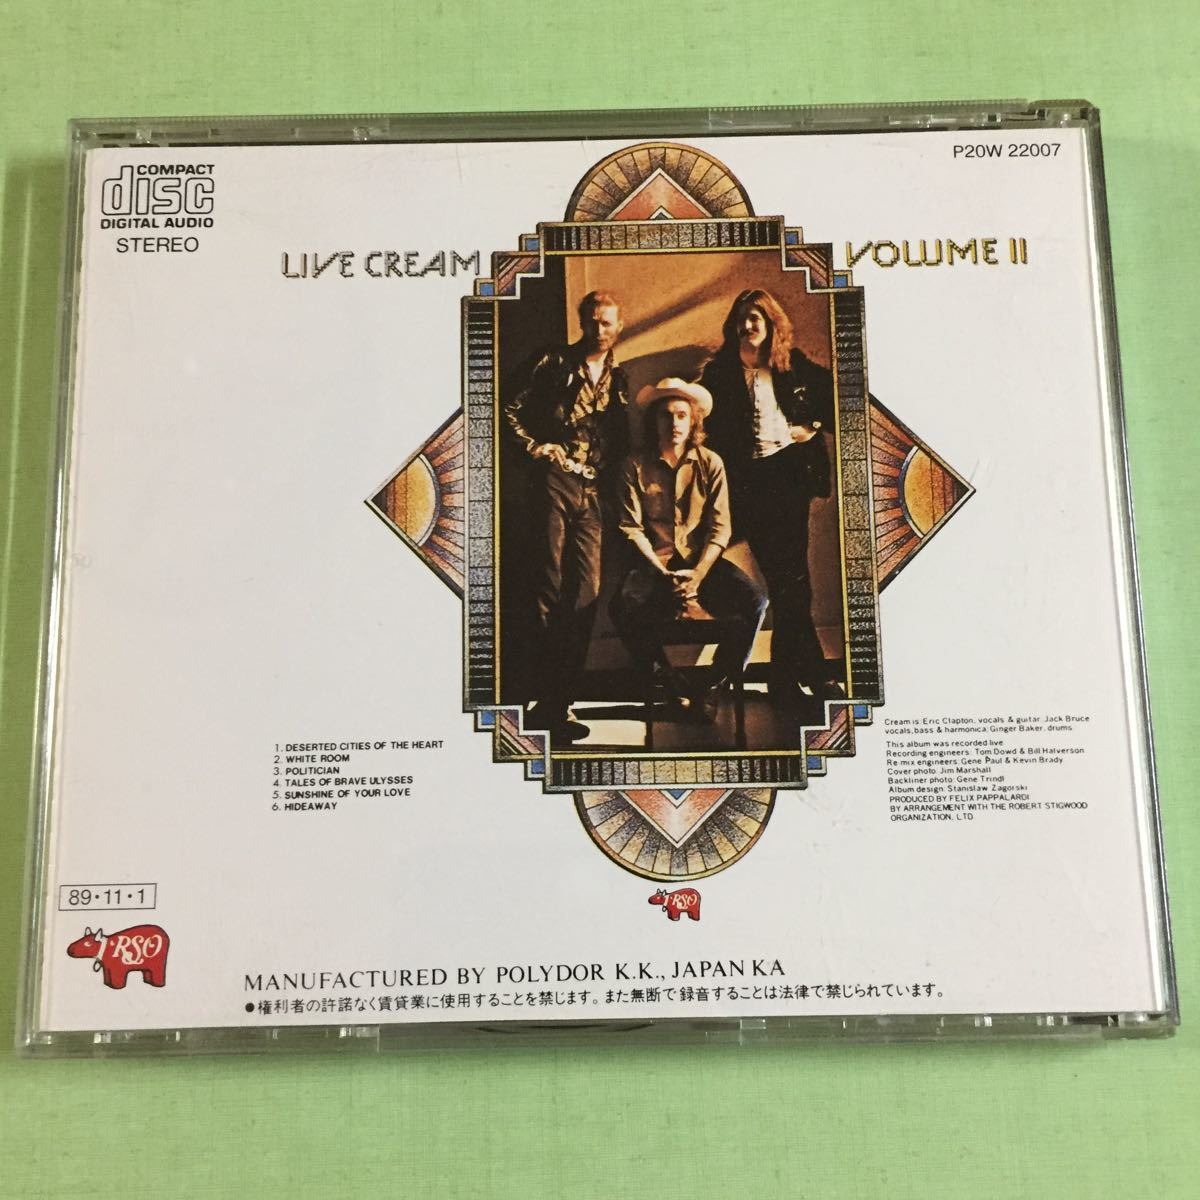 COMPACT
disc
DIGITAL AUDIO
STEREO
P20W 22007
LIVE CREAM
VOLUME II
1. DESERTED CITIES OF THE HEART
2. WHITE ROOM
3. POLITICIAN
4. TALES OF BRAVE ULYSSES
5. SUNSHINE OF YOUR LOVE
6. HIDEAWAY
Cream is: Eric Clapton, vocals & guitar; Jack Bruce
vocals, bass & harmonica; Ginger Baker, drums.
This album was recorded live
Recording engineers: Tom Dowd & Bill Halverson
Re-mix engineers: Gene Paul & Kevin Brady
Cover photo: Jim Marshall
Backliner photo: Gene Trindl
Album design: Stanislaw Zagorski
PRODUCED BY FELIX PAPPALARDI
BY ARRANGEMENT WITH THE ROBERT STIGWOOD
ORGANIZATION, LTD.
89・11・1
RSO
RSO
MANUFACTURED BY POLYDOR K.K., JAPAN KA
●権利者の許諾なく賃貸業に使用することを禁じます。また無断で録音することは法律で禁じられています。